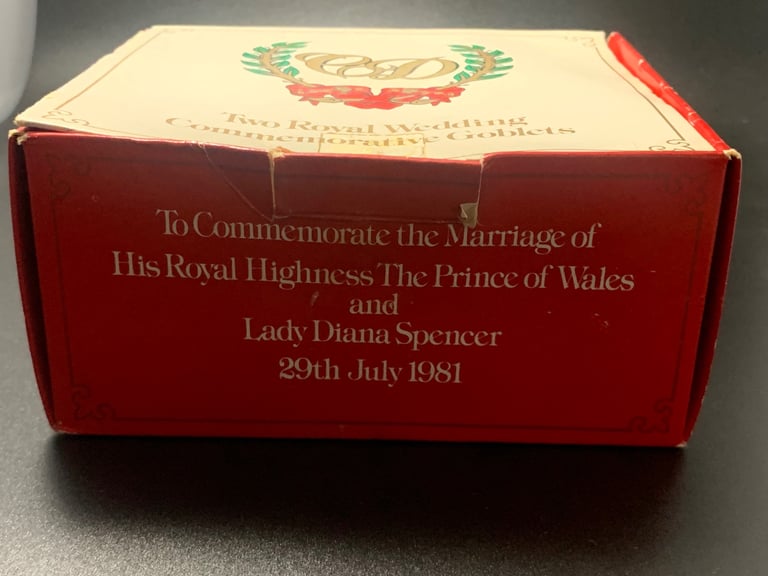 C&D
Two Royal Wedding
Commemorative Goblets
To Commemorate the Marriage of
His Royal Highness The Prince of Wales
and
Lady Diana Spencer
29th July 1981